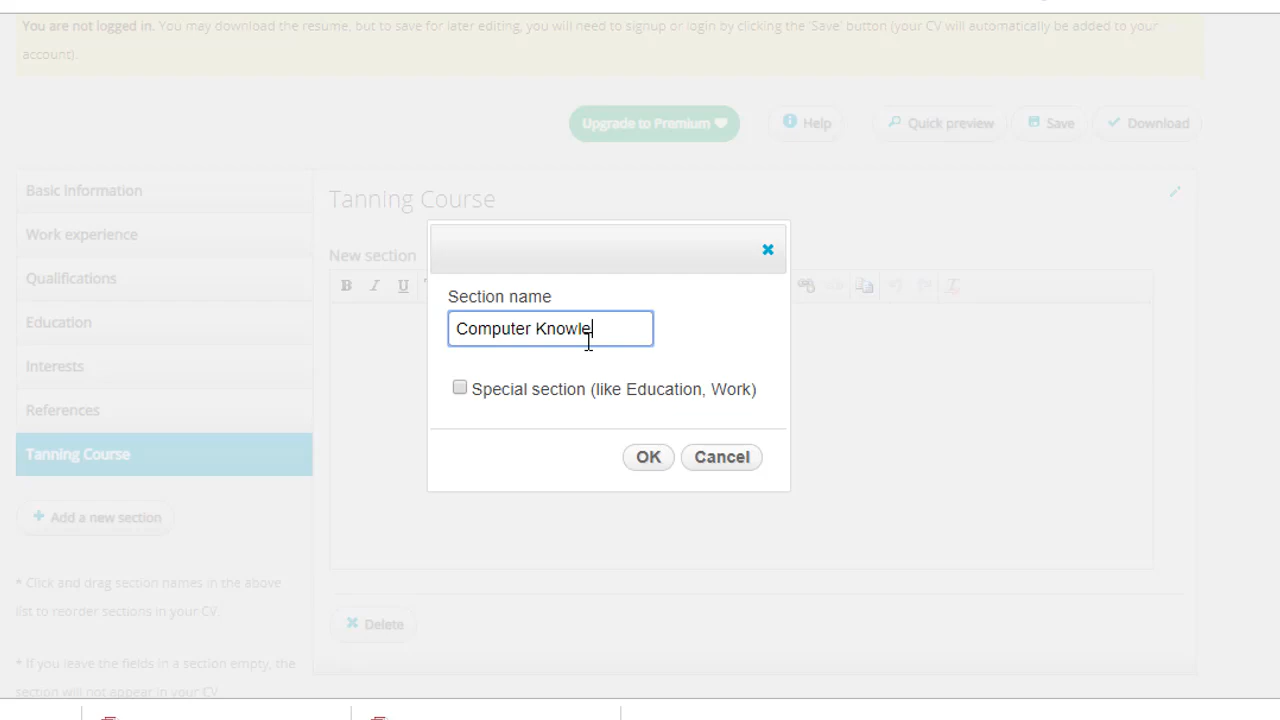 You are not logged in. You may download the resume, but to save for later editing, you will need to signup or login by clicking the 'Save' button (your CV will automatically be added to your
account).
Upgrade to Premium
Help
Quick preview
Save
Download
Basic Information
Work experience
Qualifications
Education
Interests
References
Tanning Course
Add a new section
* Click and drag section names in the above
list to reorder sections in your CV.
* If you leave the fields in a section empty, the
section will not appear in your CV
Tanning Course
New section
B I U
Section name
Computer Knowle
Special section (like Education, Work)
OK Cancel
Delete